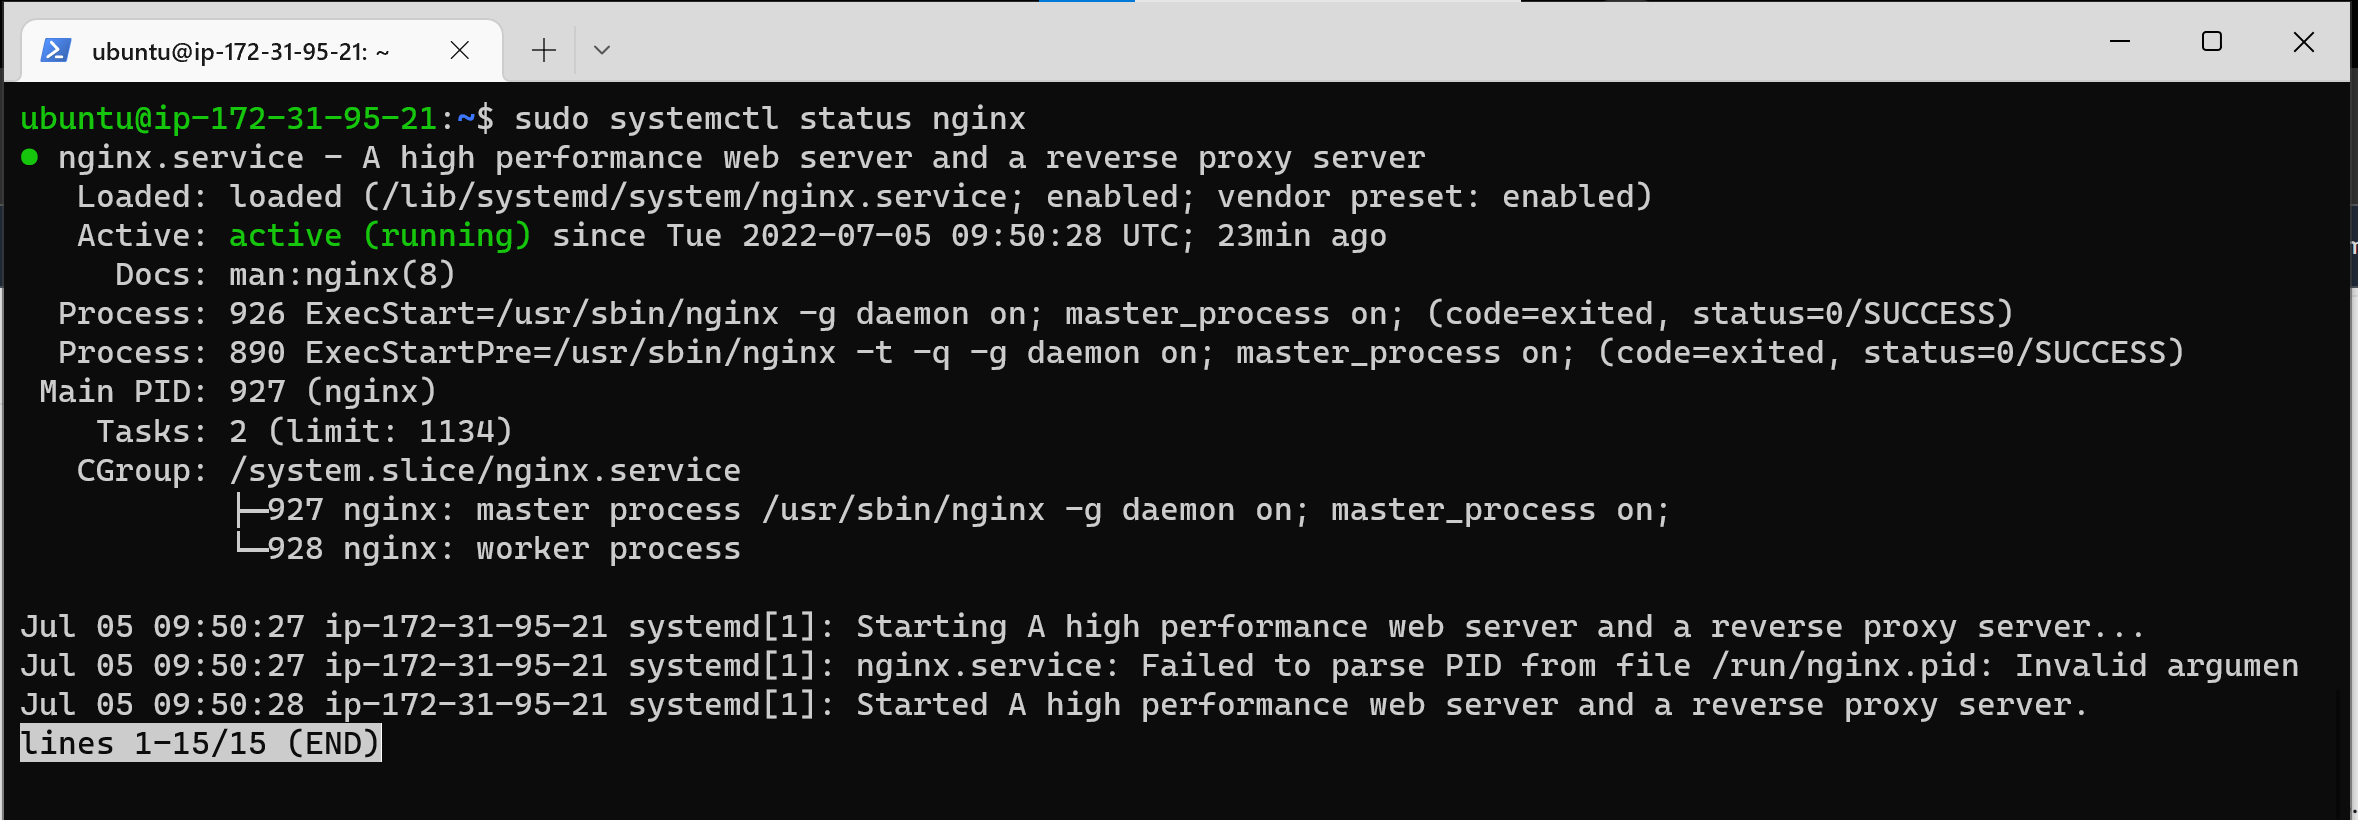 ubuntu@ip-172-31-95-21: ~
ubuntu@ip-172-31-95-21:~$ sudo systemctl status nginx
● nginx.service - A high performance web server and a reverse proxy server
   Loaded: loaded (/lib/systemd/system/nginx.service; enabled; vendor preset: enabled)
   Active: active (running) since Tue 2022-07-05 09:50:28 UTC; 23min ago
     Docs: man:nginx(8)
  Process: 926 ExecStart=/usr/sbin/nginx -g daemon on; master_process on; (code=exited, status=0/SUCCESS)
  Process: 890 ExecStartPre=/usr/sbin/nginx -t -q -g daemon on; master_process on; (code=exited, status=0/SUCCESS)
 Main PID: 927 (nginx)
    Tasks: 2 (limit: 1134)
   CGroup: /system.slice/nginx.service
           ├─927 nginx: master process /usr/sbin/nginx -g daemon on; master_process on;
           └─928 nginx: worker process

Jul 05 09:50:27 ip-172-31-95-21 systemd[1]: Starting A high performance web server and a reverse proxy server...
Jul 05 09:50:27 ip-172-31-95-21 systemd[1]: nginx.service: Failed to parse PID from file /run/nginx.pid: Invalid argumen
Jul 05 09:50:28 ip-172-31-95-21 systemd[1]: Started A high performance web server and a reverse proxy server.
lines 1-15/15 (END)